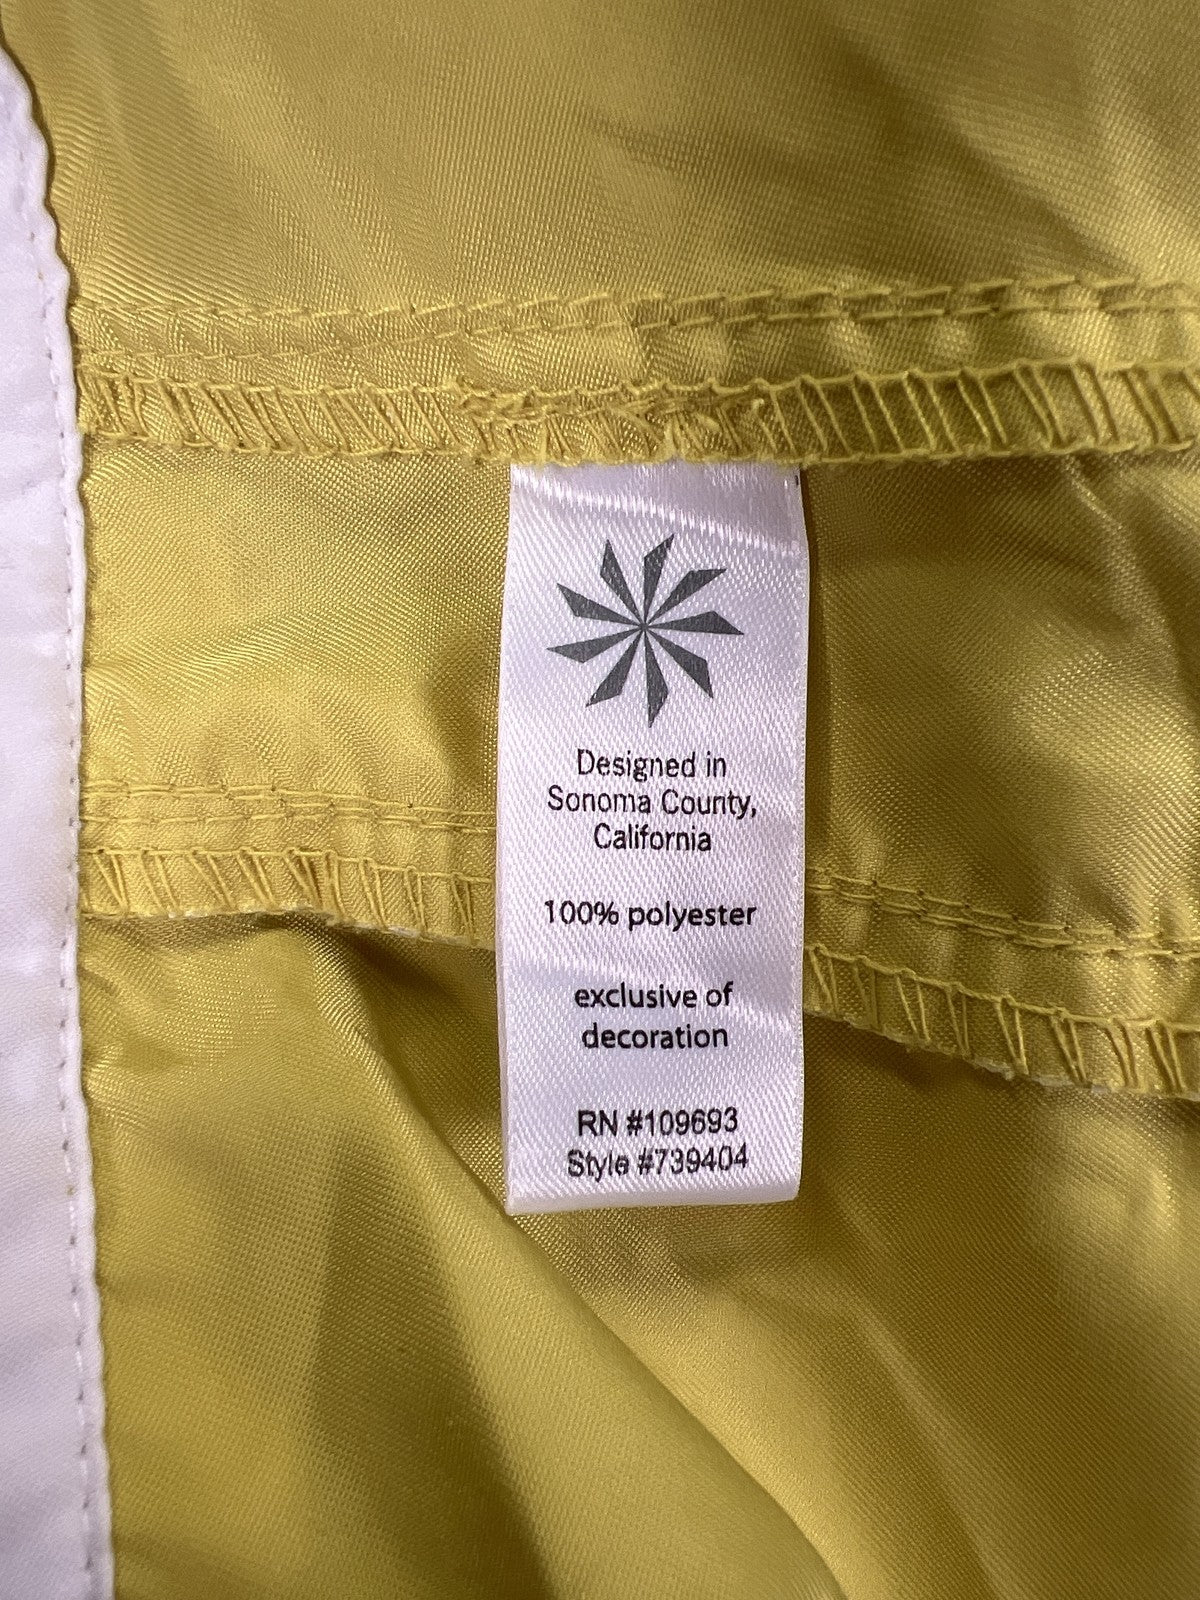 Designed in
Sonoma County,
California
100% polyester
exclusive of
decoration
RN #109693
Style #739404